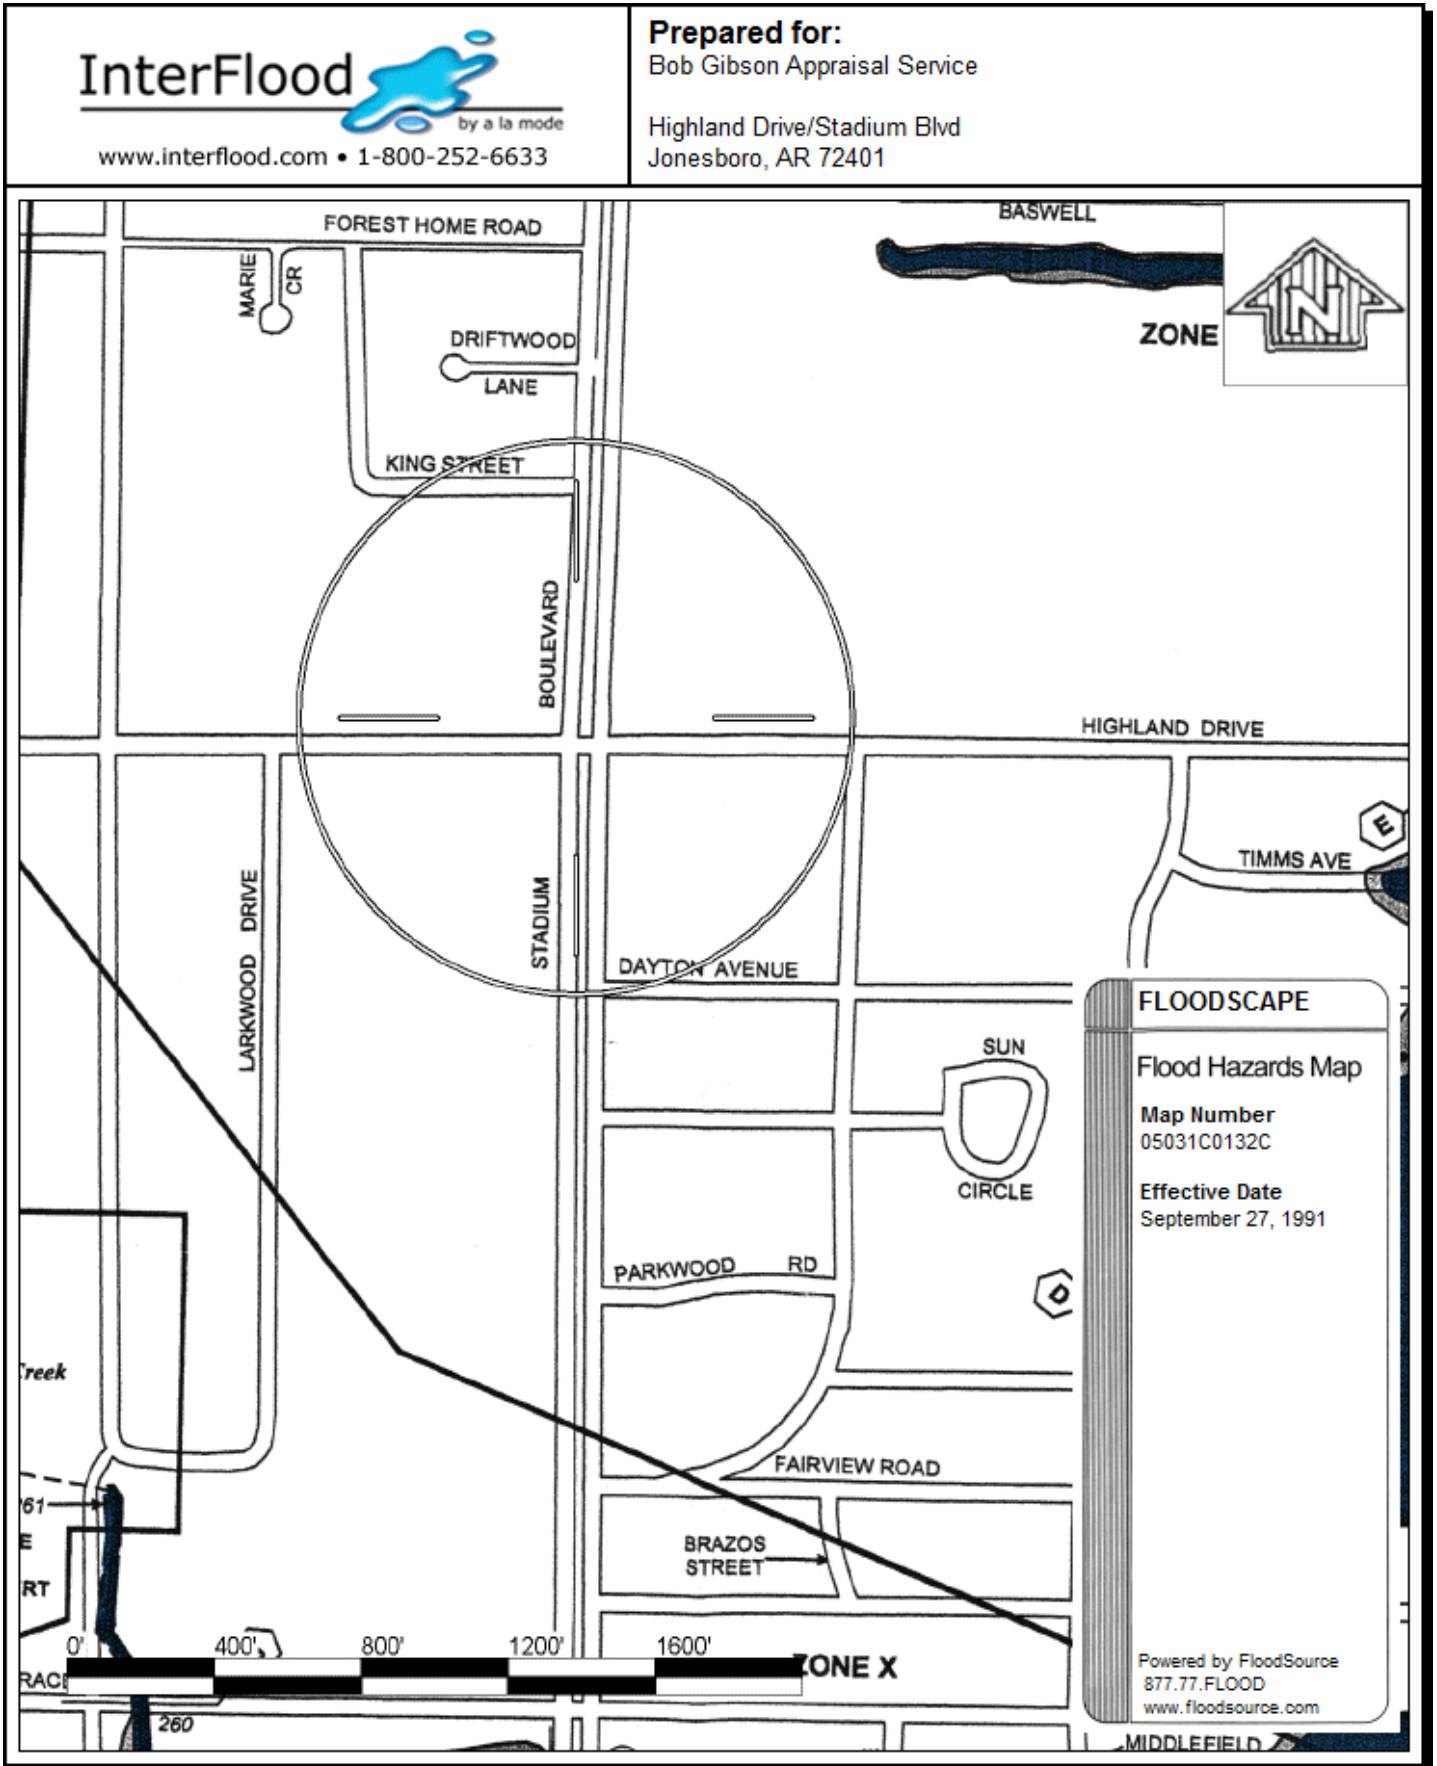 InterFlood
by a la mode
www.interflood.com • 1-800-252-6633
Prepared for:
Bob Gibson Appraisal Service
Highland Drive/Stadium Blvd
Jonesboro, AR 72401
BASWELL
FOREST HOME ROAD
MARIE
CR
N
ZONE
DRIFTWOOD
LANE
KING STREET
BOULEVARD
HIGHLAND DRIVE
E
TIMMS AVE
LARKWOOD DRIVE
STADIUM
DAYTON AVENUE
FLOODSCAPE
Flood Hazards Map
Map Number
05031C0132C
Effective Date
September 27, 1991
SUN
CIRCLE
PARKWOOD RD
D
reek
FAIRVIEW ROAD
61
E
BRAZOS
STREET
RT
0' 400' 800' 1200' 1600'
ZONE X
RACE
260
Powered by FloodSource
877.77.FLOOD
www.floodsource.com
MIDDLEFIELD